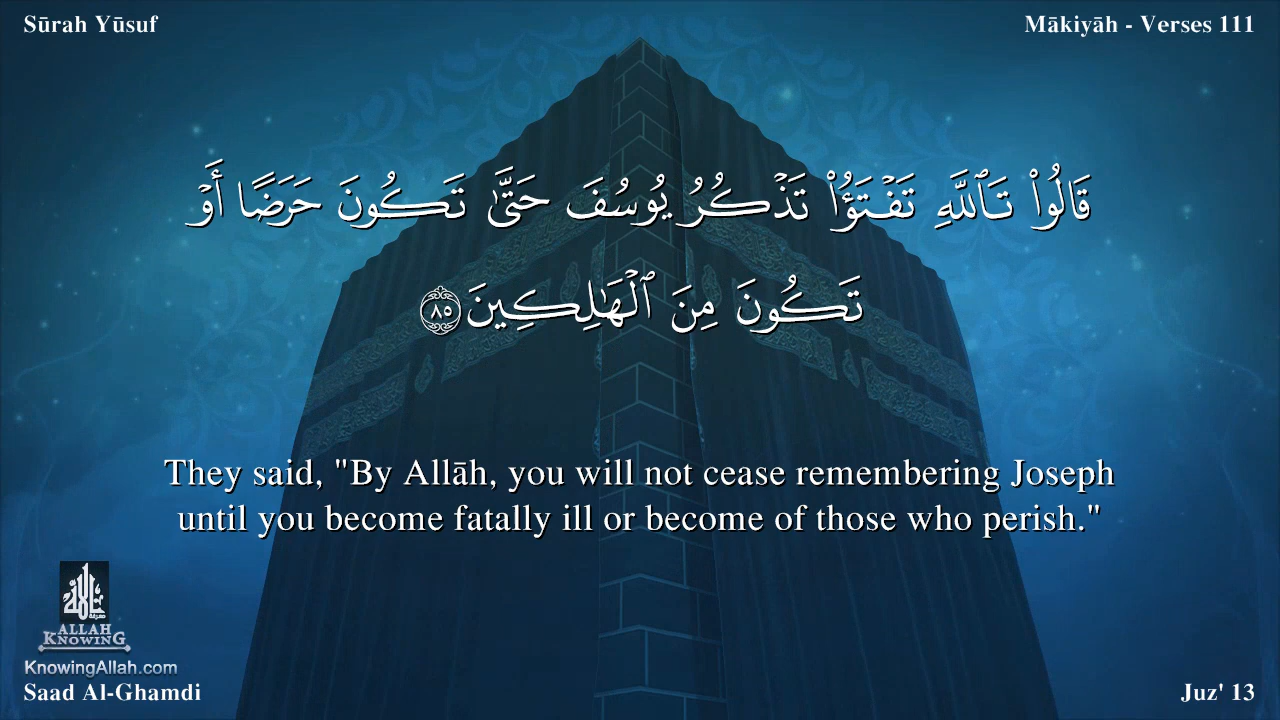 Sūrah Yūsuf
Mākiyāh - Verses 111
قَالُوا۟ تَٱللَّهِ تَفْتَؤُا۟ تَذْكُرُ يُوسُفَ حَتَّىٰ تَكُونَ حَرَضًا أَوْ
تَكُونَ مِنَ ٱلْهَـٰلِكِينَ ٨٥
They said, "By Allāh, you will not cease remembering Joseph
until you become fatally ill or become of those who perish."
ALLAH
KNOWING
KnowingAllah.com
Saad Al-Ghamdi
Juz' 13